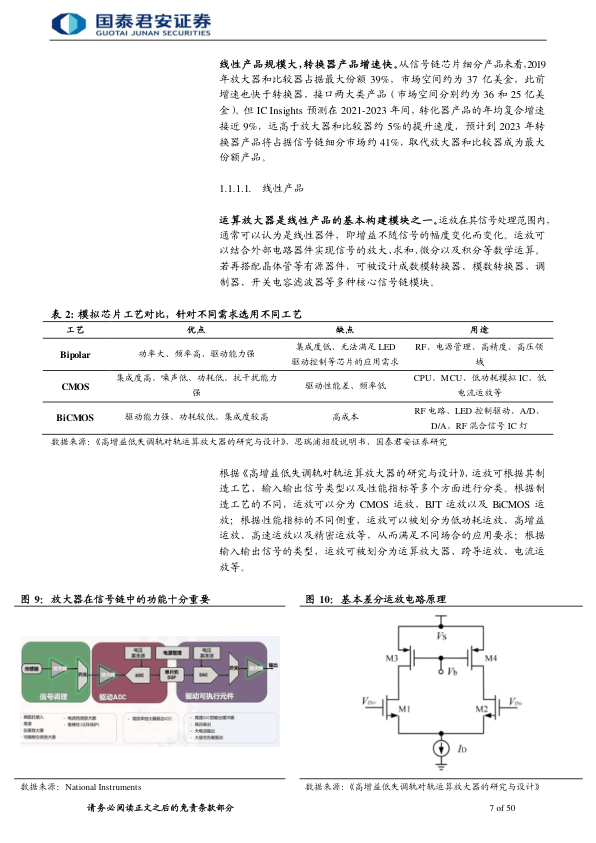 国泰君安证券
GUOTAI JUNAN SECURITIES
线性产品规模大，转换器产品增速快。从信号链芯片细分产品来看，2019
年放大器和比较器占据最大份额 39%，市场空间约为 37 亿美金，此前
增速也快于转换器、接口两大类产品（市场空间分别约为 36 和 25 亿美
金）。但 IC Insights 预测在 2021-2023 年间，转化器产品的年均复合增速
接近 9%，远高于放大器和比较器约 5%的提升速度，预计到 2023 年转
换器产品将占据信号链细分市场约 41%，取代放大器和比较器成为最大
份额产品。
1.1.1.1. 线性产品
运算放大器是线性产品的基本构建模块之一。运放在其信号处理范围内，
通常可以认为是线性器件，即增益不随信号的幅度变化而变化。运放可
以结合外部电路器件实现信号的放大、求和、微分以及积分等数学运算。
若再搭配晶体管等有源器件，可被设计成数模转换器、模数转换器、调
制器、开关电容滤波器等多种核心信号链模块。
表 2: 模拟芯片工艺对比，针对不同需求选用不同工艺
工艺 优点 缺点 用途
Bipolar 功率大、频率高、驱动能力强 集成度低、无法满足 LED 驱动控制等芯片的应用需求 RF、电源管理、高精度、高压领域
CMOS 集成度高、噪声低、功耗低、抗干扰能力强 驱动性能差、频率低 CPU、MCU、低功耗模拟 IC、低电流运放等
BiCMOS 驱动能力强、功耗较低、集成度较高 高成本 RF 电路、LED 控制驱动、A/D、D/A、RF 混合信号 IC 灯
数据来源：《高增益低失调轨对轨运算放大器的研究与设计》，思瑞浦招股说明书、国泰君安证券研究
根据《高增益低失调轨对轨运算放大器的研究与设计》，运放可根据其制
造工艺、输入输出信号类型以及性能指标等多个方面进行分类。根据制
造工艺的不同，运放可以分为 CMOS 运放、BJT 运放以及 BiCMOS 运
放；根据性能指标的不同侧重，运放可以被划分为低功耗运放、高增益
运放、高速运放以及精密运放等，从而满足不同场合的应用要求；根据
输入输出信号的类型，运放可被划分为运算放大器、跨导运放、电流运
放等。
图 9: 放大器在信号链中的功能十分重要
传感器 放大器 开关 放大器 ADC 电压基准源 电源管理 DSP 电压基准源 DAC 开关 放大器 输出
信号调理 驱动ADC 驱动可执行元件
数据来源：National Instruments
图 10: 基本差分运放电路原理
VS
M3 M4
Vb
M1 M2
ID
数据来源：《高增益低失调轨对轨运算放大器的研究与设计》
请务必阅读正文之后的免责条款部分 7 of 50